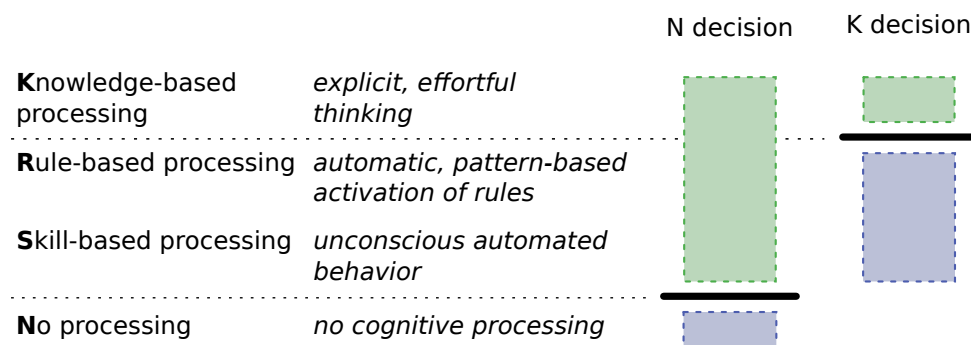 N decision K decision
Knowledge-based explicit, effortful
processing thinking
Rule-based processing automatic, pattern-based
activation of rules
Skill-based processing unconscious automated
behavior
No processing no cognitive processing